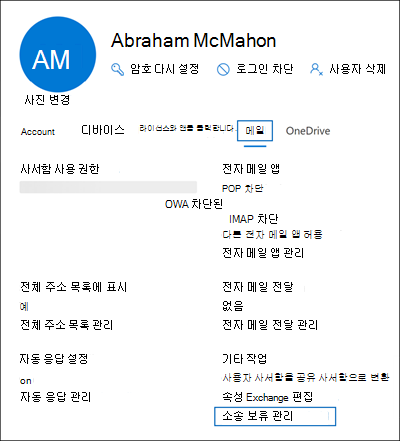 AM
Abraham McMahon
암호 다시 설정 로그인 차단 사용자 삭제
사진 변경
Account 디바이스 라이선스와 앱을 클릭합니다. 메일 OneDrive
사서함 사용 권한
전자 메일 앱
POP 차단
OWA 차단된
IMAP 차단
다른 전자 메일 앱 허용
전자 메일 앱 관리
전체 주소 목록에 표시
예
전체 주소 목록 관리
전자 메일 전달
없음
전자 메일 전달 관리
자동 응답 설정
on
자동 응답 관리
기타 작업
사용자 사서함을 공유 사서함으로 변환
속성 Exchange 편집
소송 보류 관리